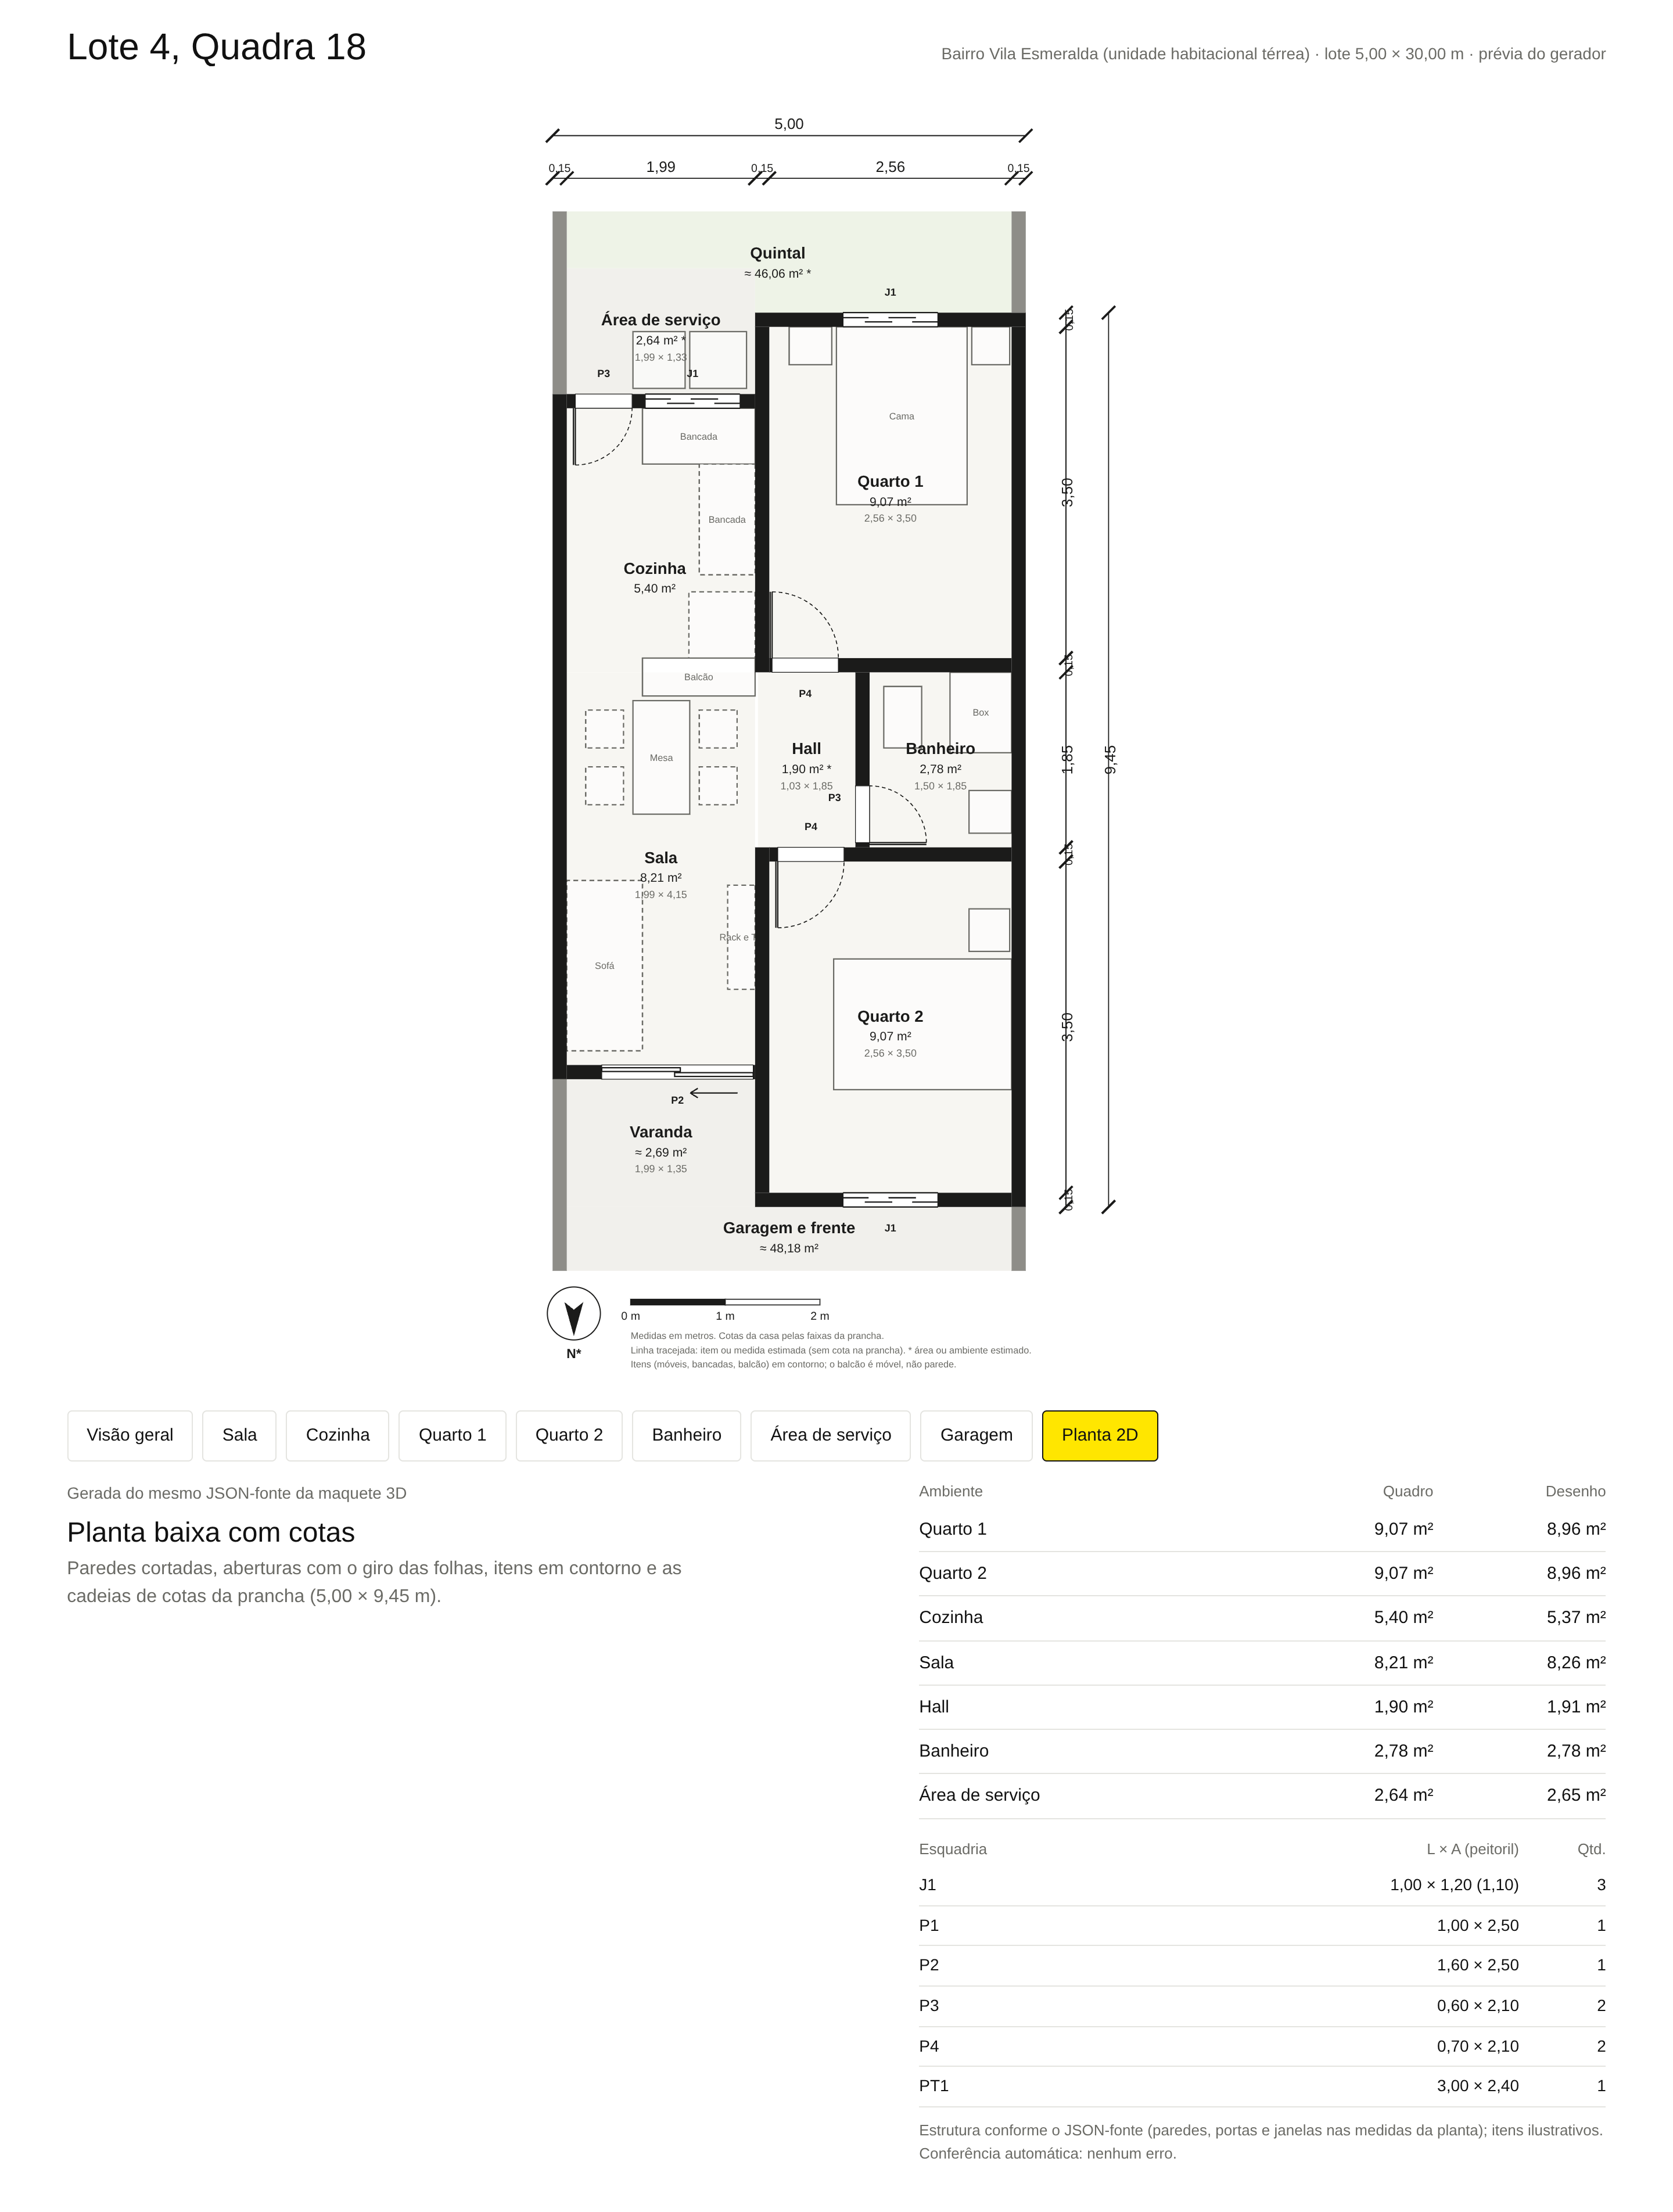 Lote 4, Quadra 18
Bairro Vila Esmeralda (unidade habitacional térrea) · lote 5,00 × 30,00 m · prévia do gerador
5,00
0,15
1,99
0,15
2,56
0,15
Quintal
≈ 46,06 m² *
J1
Área de serviço
2,64 m² *
1,99 × 1,33
P3
J1
0,15
Bancada
Cama
Bancada
Quarto 1
9,07 m²
2,56 × 3,50
3,50
Cozinha
5,40 m²
0,15
Balcão
P4
Box
Mesa
Hall
1,90 m² *
1,03 × 1,85
P3
P4
Banheiro
2,78 m²
1,50 × 1,85
1,85
9,45
0,15
Sala
8,21 m²
1,99 × 4,15
Rack e T
Sofá
Quarto 2
9,07 m²
2,56 × 3,50
3,50
P2
Varanda
≈ 2,69 m²
1,99 × 1,35
0,15
Garagem e frente
≈ 48,18 m²
J1
0 m
1 m
2 m
N*
Medidas em metros. Cotas da casa pelas faixas da prancha.
Linha tracejada: item ou medida estimada (sem cota na prancha). * área ou ambiente estimado.
Itens (móveis, bancadas, balcão) em contorno; o balcão é móvel, não parede.
Visão geral
Sala
Cozinha
Quarto 1
Quarto 2
Banheiro
Área de serviço
Garagem
Planta 2D
Gerada do mesmo JSON-fonte da maquete 3D
Planta baixa com cotas
Paredes cortadas, aberturas com o giro das folhas, itens em contorno e as
cadeias de cotas da prancha (5,00 × 9,45 m).
Ambiente Quadro Desenho
Quarto 1 9,07 m² 8,96 m²
Quarto 2 9,07 m² 8,96 m²
Cozinha 5,40 m² 5,37 m²
Sala 8,21 m² 8,26 m²
Hall 1,90 m² 1,91 m²
Banheiro 2,78 m² 2,78 m²
Área de serviço 2,64 m² 2,65 m²
Esquadria L × A (peitoril) Qtd.
J1 1,00 × 1,20 (1,10) 3
P1 1,00 × 2,50 1
P2 1,60 × 2,50 1
P3 0,60 × 2,10 2
P4 0,70 × 2,10 2
PT1 3,00 × 2,40 1
Estrutura conforme o JSON-fonte (paredes, portas e janelas nas medidas da planta); itens ilustrativos.
Conferência automática: nenhum erro.